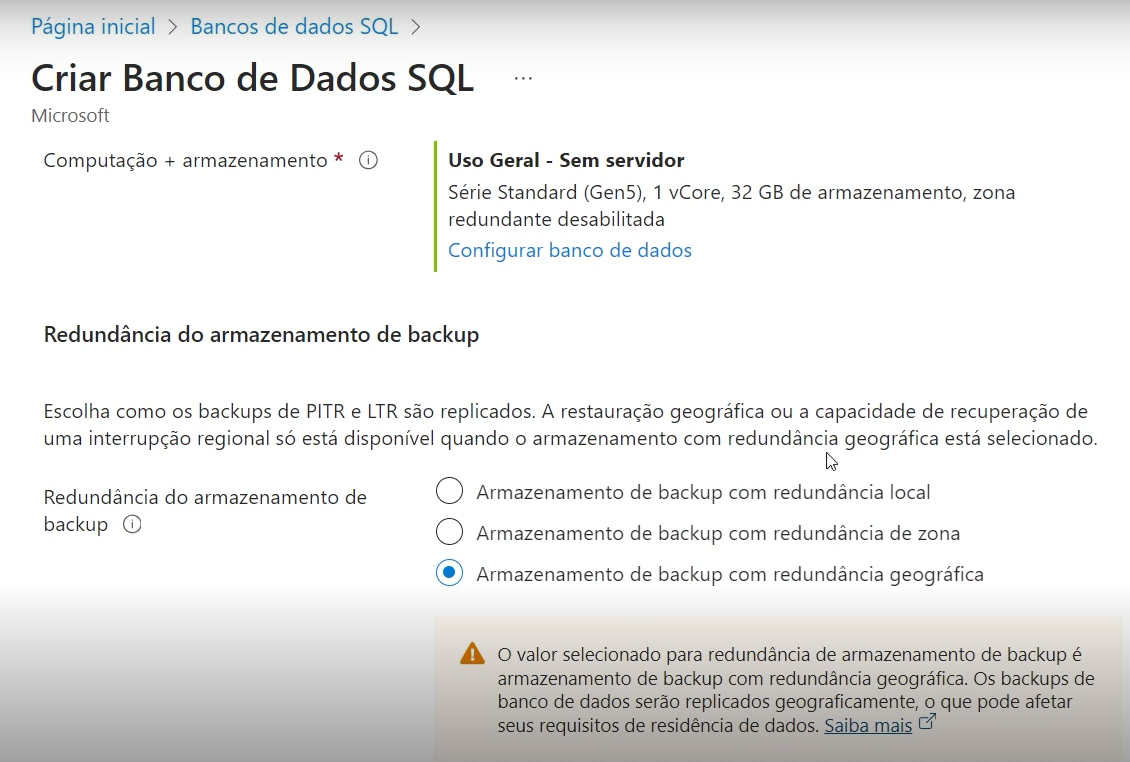 Página inicial > Bancos de dados SQL >
Criar Banco de Dados SQL ...
Microsoft
Computação + armazenamento *
Uso Geral - Sem servidor
Série Standard (Gen5), 1 vCore, 32 GB de armazenamento, zona
redundante desabilitada
Configurar banco de dados
Redundância do armazenamento de backup
Escolha como os backups de PITR e LTR são replicados. A restauração geográfica ou a capacidade de recuperação de
uma interrupção regional só está disponível quando o armazenamento com redundância geográfica está selecionado.
Redundância do armazenamento de
backup
Armazenamento de backup com redundância local
Armazenamento de backup com redundância de zona
Armazenamento de backup com redundância geográfica
O valor selecionado para redundância de armazenamento de backup é
armazenamento de backup com redundância geográfica. Os backups de
banco de dados serão replicados geograficamente, o que pode afetar
seus requisitos de residência de dados. Saiba mais